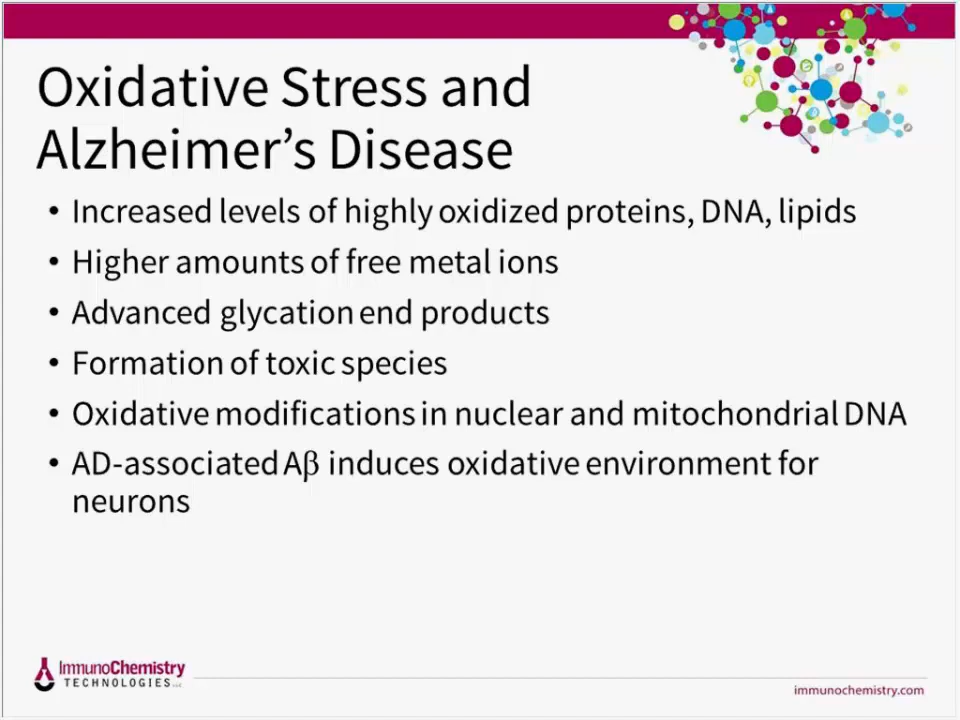 Oxidative Stress and
Alzheimer’s Disease
• Increased levels of highly oxidized proteins, DNA, lipids
• Higher amounts of free metal ions
• Advanced glycation end products
• Formation of toxic species
• Oxidative modifications in nuclear and mitochondrial DNA
• AD-associated Aβ induces oxidative environment for
neurons
ImmunoChemistry
TECHNOLOGIES LLC
immunochemistry.com